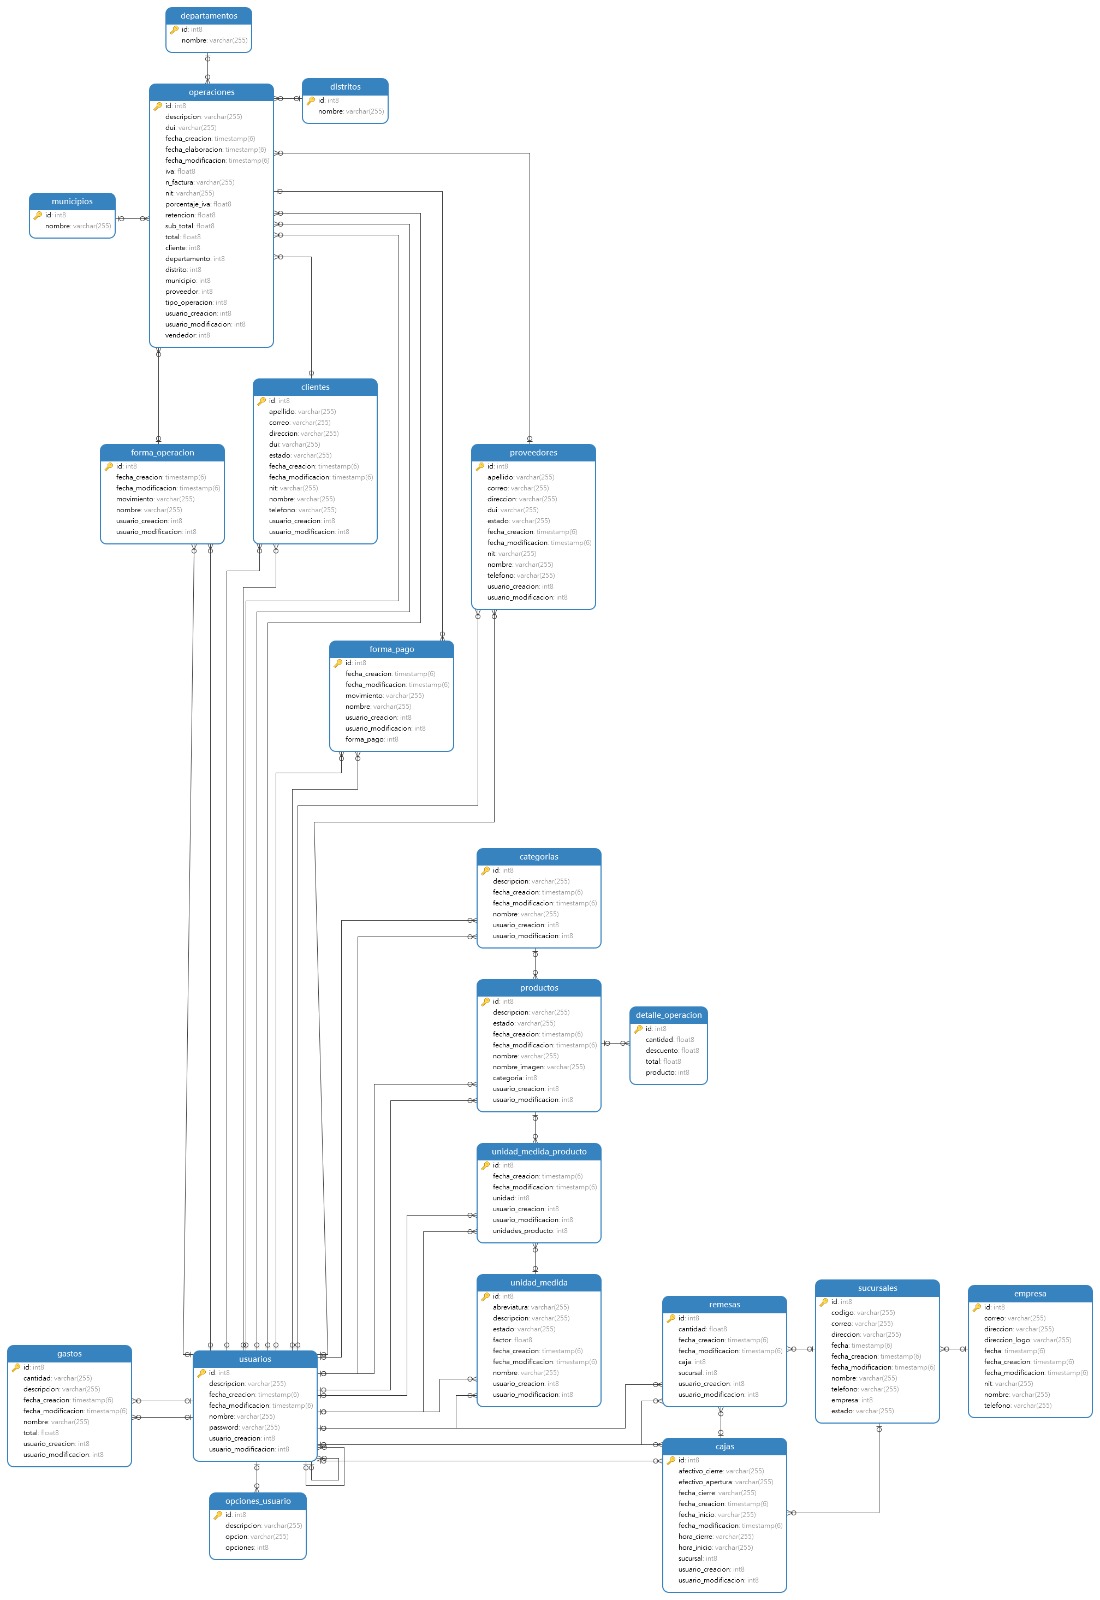 departamentos
id: int8
nombre: varchar(255)
operaciones
id: int8
descripcion: varchar(255)
dui: varchar(255)
fecha_creacion: timestamp(6)
fecha_elaboracion: timestamp(6)
fecha_modificacion: timestamp(6)
iva: float8
n_factura: varchar(255)
nit: varchar(255)
porcentaje_iva: float8
retencion: float8
sub_total: float8
total: float8
cliente: int8
departamento: int8
distrito: int8
municipio: int8
proveedor: int8
tipo_operacion: int8
usuario_creacion: int8
usuario_modificacion: int8
vendedor: int8
distritos
id: int8
nombre: varchar(255)
municipios
id: int8
nombre: varchar(255)
clientes
id: int8
apellido: varchar(255)
correo: varchar(255)
direccion: varchar(255)
dui: varchar(255)
estado: varchar(255)
fecha_creacion: timestamp(6)
fecha_modificacion: timestamp(6)
nit: varchar(255)
nombre: varchar(255)
telefono: varchar(255)
usuario_creacion: int8
usuario_modificacion: int8
forma_operacion
id: int8
fecha_creacion: timestamp(6)
fecha_modificacion: timestamp(6)
movimiento: varchar(255)
nombre: varchar(255)
usuario_creacion: int8
usuario_modificacion: int8
proveedores
id: int8
apellido: varchar(255)
correo: varchar(255)
direccion: varchar(255)
dui: varchar(255)
estado: varchar(255)
fecha_creacion: timestamp(6)
fecha_modificacion: timestamp(6)
nit: varchar(255)
nombre: varchar(255)
telefono: varchar(255)
usuario_creacion: int8
usuario_modificacion: int8
forma_pago
id: int8
fecha_creacion: timestamp(6)
fecha_modificacion: timestamp(6)
movimiento: varchar(255)
nombre: varchar(255)
usuario_creacion: int8
usuario_modificacion: int8
forma_pago: int8
categorias
id: int8
descripcion: varchar(255)
fecha_creacion: timestamp(6)
fecha_modificacion: timestamp(6)
nombre: varchar(255)
usuario_creacion: int8
usuario_modificacion: int8
productos
id: int8
descripcion: varchar(255)
estado: varchar(255)
fecha_creacion: timestamp(6)
fecha_modificacion: timestamp(6)
nombre: varchar(255)
nombre_imagen: varchar(255)
categoria: int8
usuario_creacion: int8
usuario_modificacion: int8
detalle_operacion
id: int8
cantidad: float8
descuento: float8
total: float8
producto: int8
unidad_medida_producto
id: int8
fecha_creacion: timestamp(6)
fecha_modificacion: timestamp(6)
unidad: int8
usuario_creacion: int8
usuario_modificacion: int8
unidades_producto: int8
unidad_medida
id: int8
abreviatura: varchar(255)
descripcion: varchar(255)
estado: varchar(255)
factor: float8
fecha_creacion: timestamp(6)
fecha_modificacion: timestamp(6)
nombre: varchar(255)
usuario_creacion: int8
usuario_modificacion: int8
remesas
id: int8
cantidad: float8
fecha_creacion: timestamp(6)
fecha_modificacion: timestamp(6)
caja: int8
sucursal: int8
usuario_creacion: int8
usuario_modificacion: int8
sucursales
id: int8
codigo: varchar(255)
correo: varchar(255)
direccion: varchar(255)
fecha: timestamp(6)
fecha_creacion: timestamp(6)
fecha_modificacion: timestamp(6)
nombre: varchar(255)
telefono: varchar(255)
empresa: int8
estado: varchar(255)
empresa
id: int8
correo: varchar(255)
direccion: varchar(255)
direccion_logo: varchar(255)
fecha: timestamp(6)
fecha_creacion: timestamp(6)
fecha_modificacion: timestamp(6)
nit: varchar(255)
nombre: varchar(255)
telefono: varchar(255)
gastos
id: int8
cantidad: varchar(255)
descripcion: varchar(255)
fecha_creacion: timestamp(6)
fecha_modificacion: timestamp(6)
nombre: varchar(255)
total: float8
usuario_creacion: int8
usuario_modificacion: int8
usuarios
id: int8
descripcion: varchar(255)
fecha_creacion: timestamp(6)
fecha_modificacion: timestamp(6)
nombre: varchar(255)
password: varchar(255)
usuario_creacion: int8
usuario_modificacion: int8
cajas
id: int8
afectivo_cierre: varchar(255)
efectivo_apertura: varchar(255)
fecha_cierre: varchar(255)
fecha_creacion: timestamp(6)
fecha_inicio: varchar(255)
fecha_modificacion: timestamp(6)
hora_cierre: varchar(255)
hora_inicio: varchar(255)
sucursal: int8
usuario_creacion: int8
usuario_modificacion: int8
opciones_usuario
id: int8
descripcion: varchar(255)
opcion: varchar(255)
opciones: int8